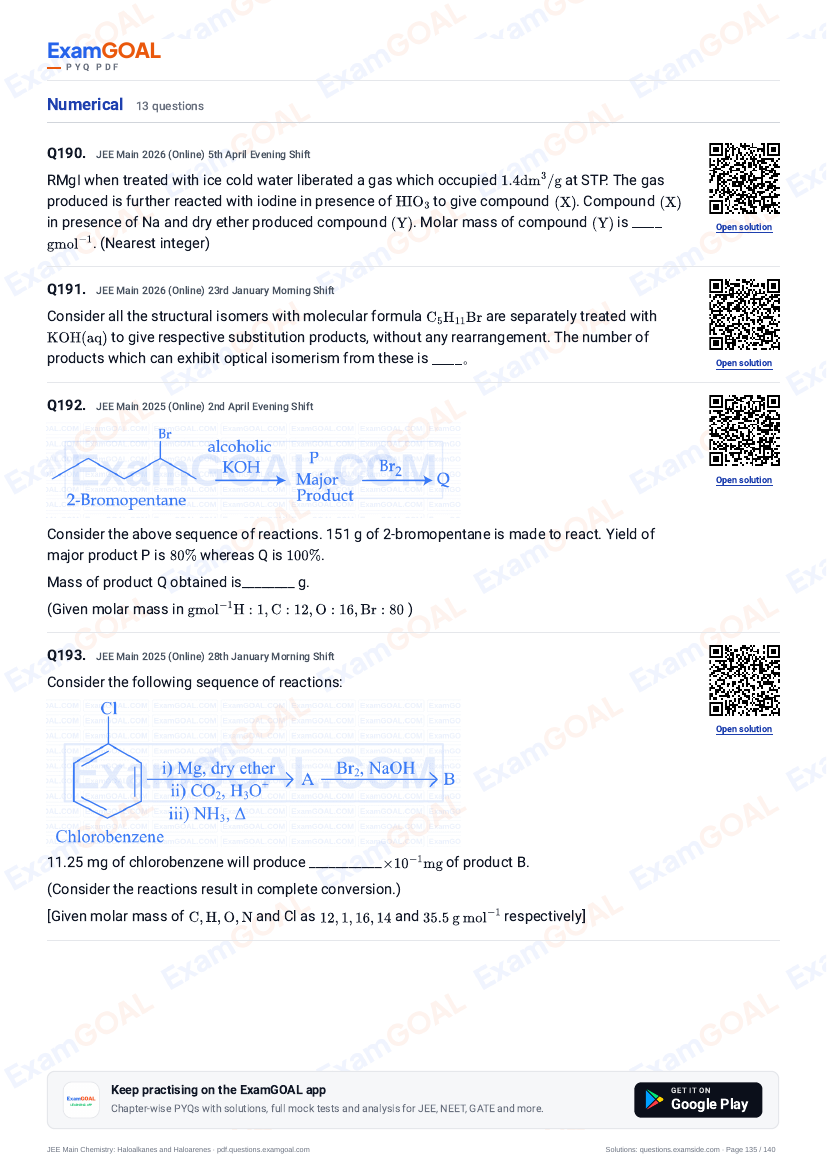 ExamGOAL
PYQ PDF
Numerical 13 questions
Q190. JEE Main 2026 (Online) 5th April Evening Shift
RMgI when treated with ice cold water liberated a gas which occupied 1.4dm³/g at STP. The gas
produced is further reacted with iodine in presence of HIO₃ to give compound (X). Compound (X)
in presence of Na and dry ether produced compound (Y). Molar mass of compound (Y) is ____
gmol⁻¹. (Nearest integer)
Open solution
Q191. JEE Main 2026 (Online) 23rd January Morning Shift
Consider all the structural isomers with molecular formula C₅H₁₁Br are separately treated with
KOH(aq) to give respective substitution products, without any rearrangement. The number of
products which can exhibit optical isomerism from these is ____。
Open solution
Q192. JEE Main 2025 (Online) 2nd April Evening Shift
Br
alcoholic
KOH
P
Major
Product
Br₂
Q
2-Bromopentane
Open solution
Consider the above sequence of reactions. 151 g of 2-bromopentane is made to react. Yield of
major product P is 80% whereas Q is 100%.
Mass of product Q obtained is_______ g.
(Given molar mass in gmol⁻¹H : 1, C : 12, O : 16, Br : 80 )
Q193. JEE Main 2025 (Online) 28th January Morning Shift
Consider the following sequence of reactions:
Open solution
Cl
i) Mg, dry ether
ii) CO₂, H₃O⁺
iii) NH₃, Δ
A
Br₂, NaOH
B
Chlorobenzene
11.25 mg of chlorobenzene will produce __________×10⁻¹mg of product B.
(Consider the reactions result in complete conversion.)
[Given molar mass of C, H, O, N and Cl as 12, 1, 16, 14 and 35.5 g mol⁻¹ respectively]
Keep practising on the ExamGOAL app
Chapter-wise PYQs with solutions, full mock tests and analysis for JEE, NEET, GATE and more.
GET IT ON
Google Play
JEE Main Chemistry: Haloalkanes and Haloarenes · pdf.questions.examgoal.com
Solutions: questions.examside.com · Page 135 / 140